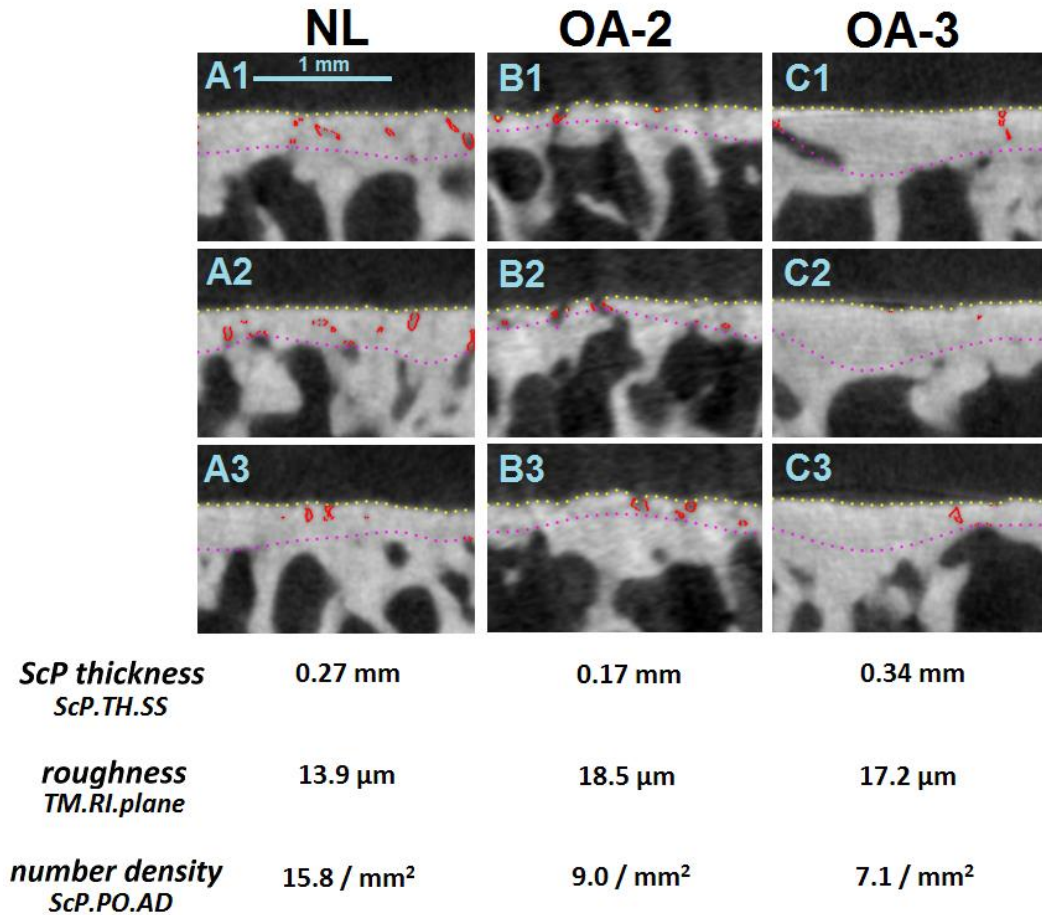 NL OA-2 OA-3
A1 1 mm B1 C1
A2 B2 C2
A3 B3 C3
ScP thickness 0.27 mm 0.17 mm 0.34 mm
ScP.TH.SS
roughness 13.9 µm 18.5 µm 17.2 µm
TM.RI.plane
number density 15.8 / mm² 9.0 / mm² 7.1 / mm²
ScP.PO.AD